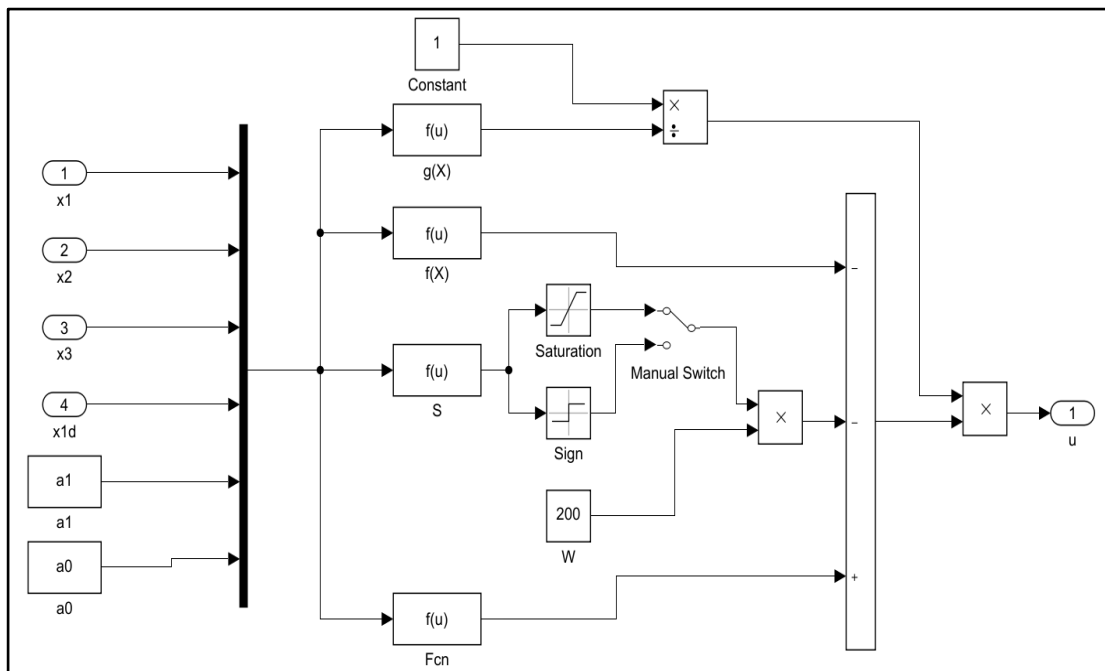 1
Constant
×
÷
f(u)
g(X)
1
x1
f(u)
f(X)
−
2
x2
Saturation
Manual Switch
3
x3
f(u)
S
4
x1d
Sign
×
−
×
1
u
a1
a1
200
W
a0
a0
+
f(u)
Fcn